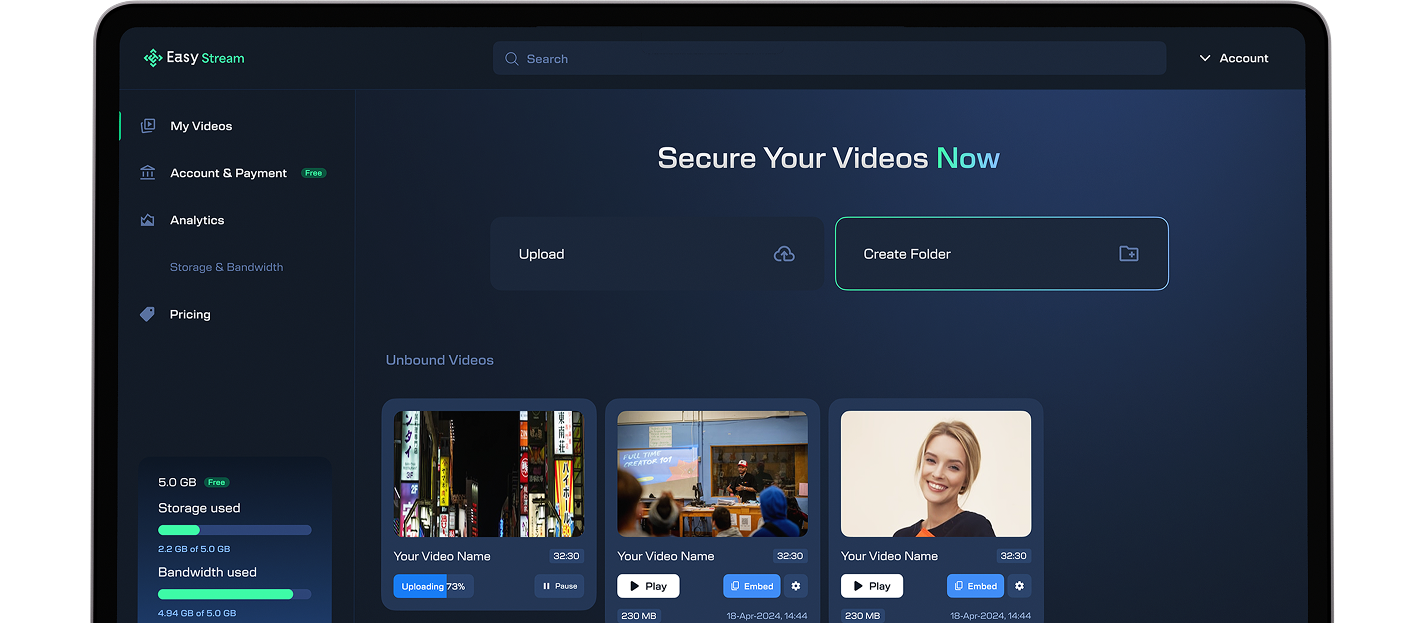 Easy Stream
Search
Account
My Videos
Account & Payment
Free
Analytics
Storage & Bandwidth
Pricing
5.0 GB
Free
Storage used
2.2 GB of 5.0 GB
Bandwidth used
4.94 GB of 5.0 GB
Secure Your Videos Now
Upload
Create Folder
Unbound Videos
3F
東南荘
FULL TIME
CREATOR 101
Your Video Name
32:30
Uploading 73%
Pause
Your Video Name
32:30
Play
Embed
230 MB
18-Apr-2024, 14:44
Your Video Name
32:30
Play
Embed
230 MB
18-Apr-2024, 14:44